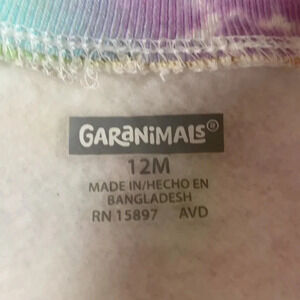 GARANIMALS®
12M
MADE IN/HECHO EN
BANGLADESH
RN 15897 AVD